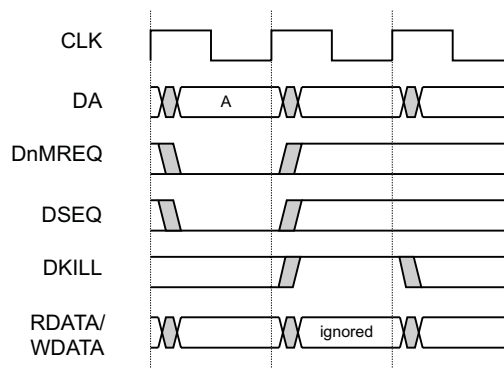 CLK
DA
A
DnMREQ
DSEQ
DKILL
RDATA/
WDATA
ignored